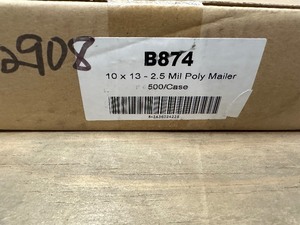 2908
B874
10 x 13 - 2.5 Mil Poly Mailer
500/Case